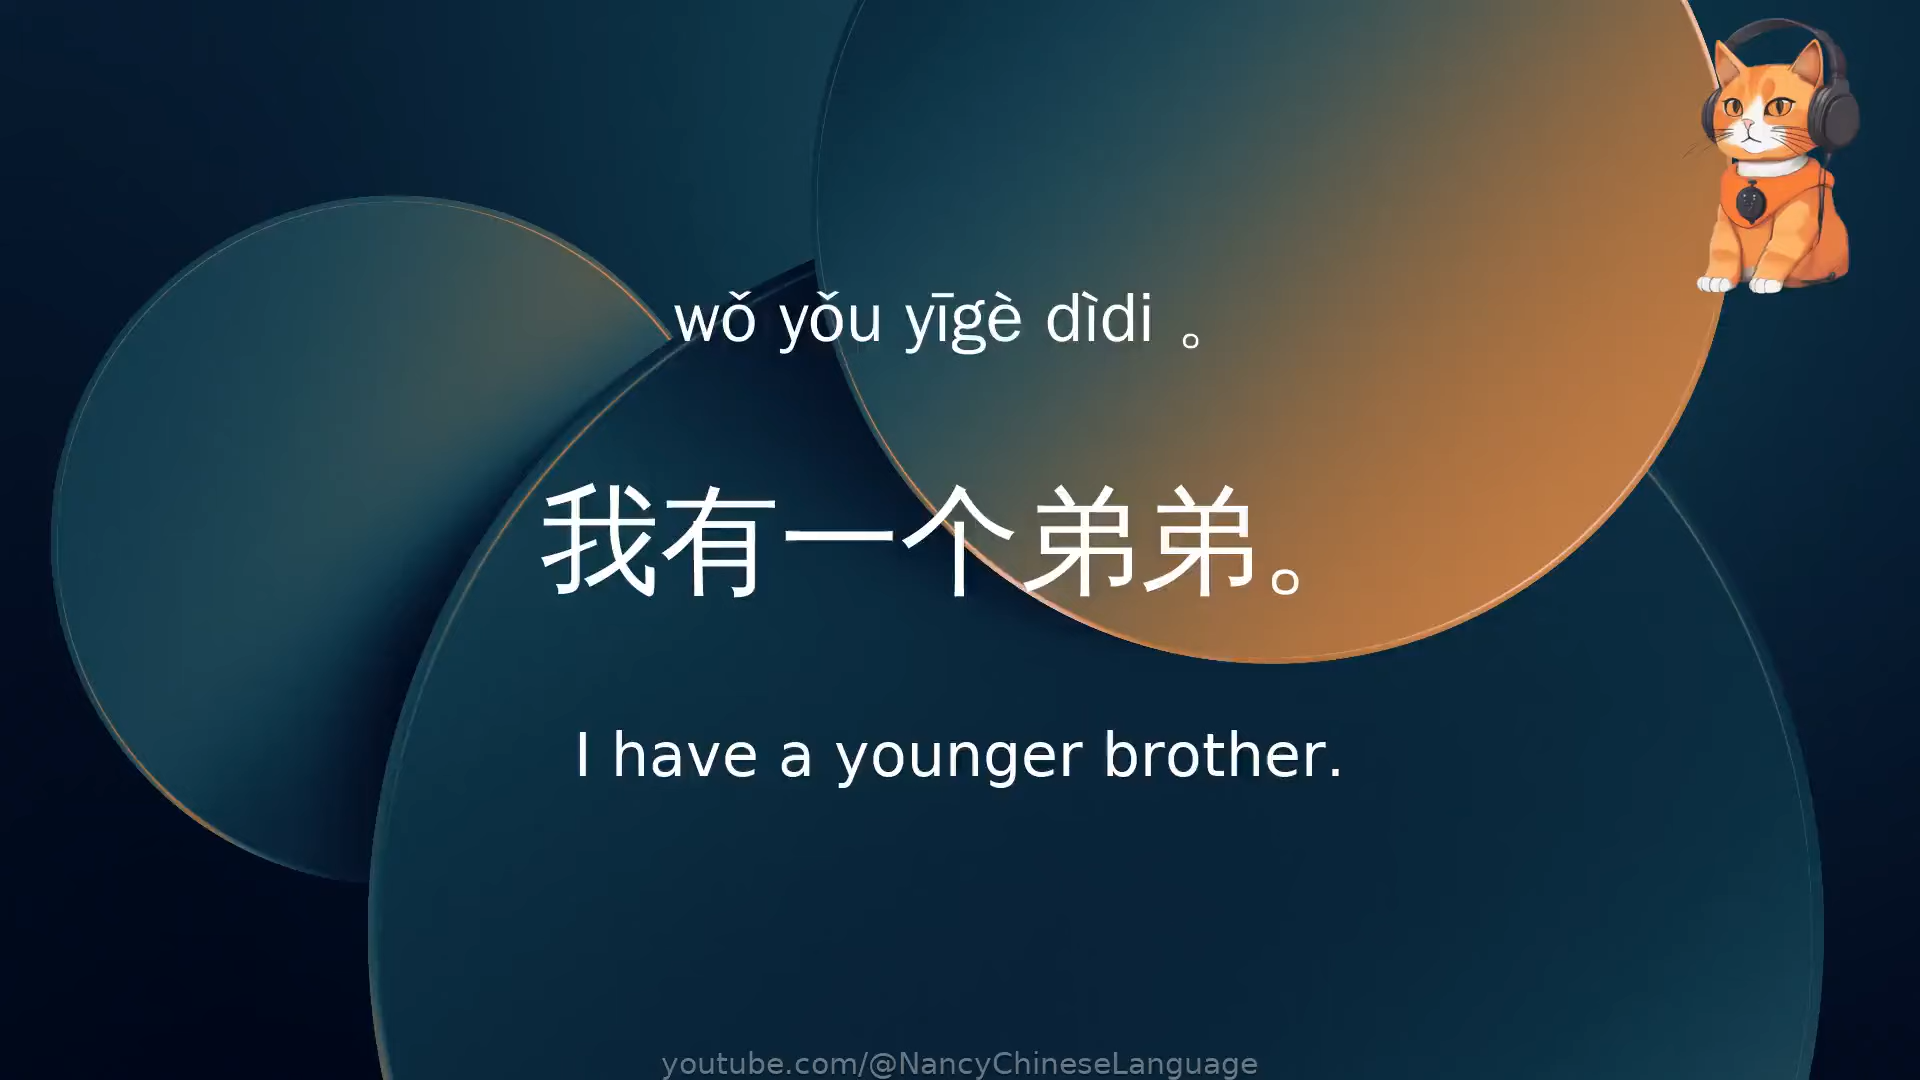 wǒ yǒu yīgè dìdi 。
我有一个弟弟。
I have a younger brother.
youtube.com/@NancyChineseLanguage